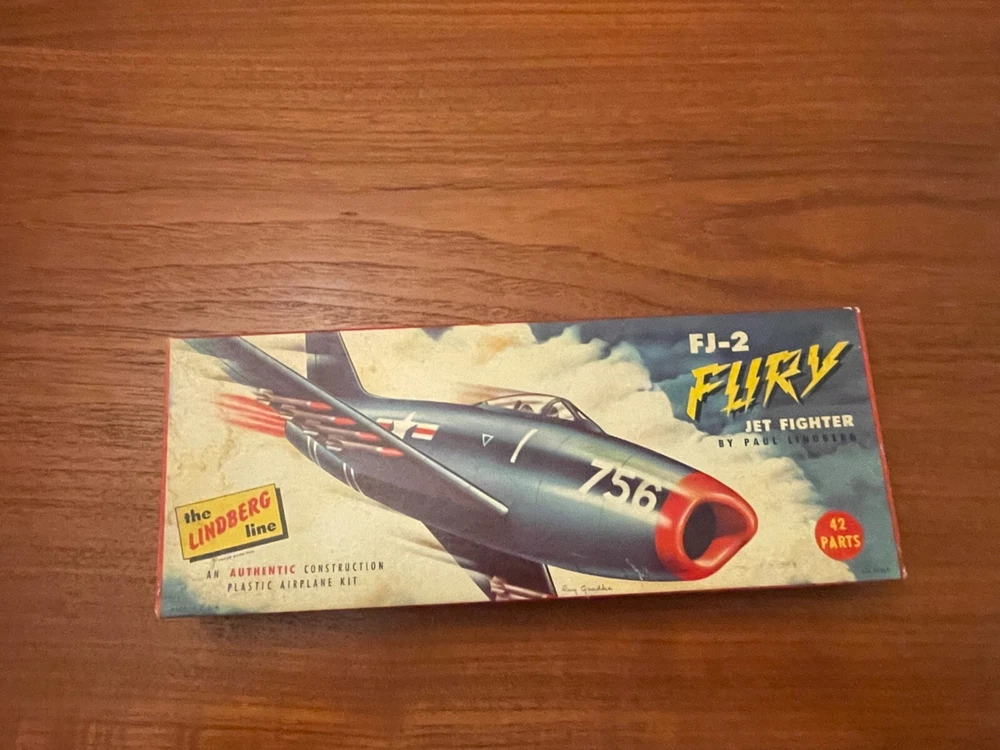 FJ-2
FURY
JET FIGHTER
BY PAUL LINDBERG
756
42
PARTS
the
LINDBERG
line
AN AUTHENTIC CONSTRUCTION
PLASTIC AIRPLANE KIT